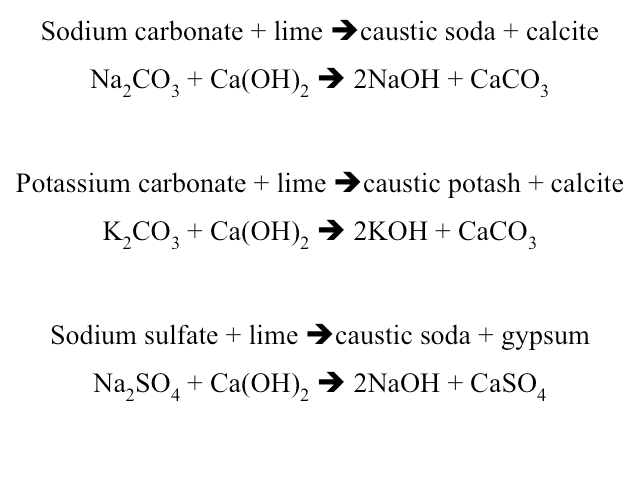 Sodium carbonate + lime ➔caustic soda + calcite
Na₂CO₃ + Ca(OH)₂ ➔ 2NaOH + CaCO₃
Potassium carbonate + lime ➔caustic potash + calcite
K₂CO₃ + Ca(OH)₂ ➔ 2KOH + CaCO₃
Sodium sulfate + lime ➔caustic soda + gypsum
Na₂SO₄ + Ca(OH)₂ ➔ 2NaOH + CaSO₄